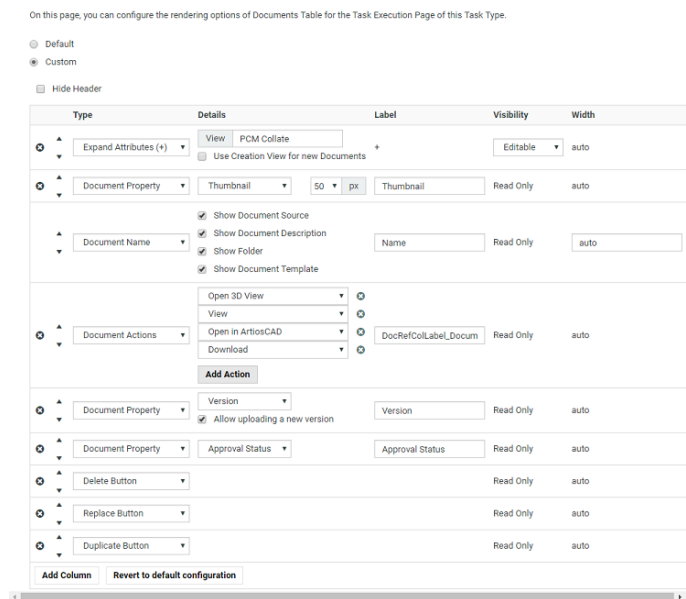 On this page, you can configure the rendering options of Documents Table for the Task Execution Page of this Task Type.
Default
Custom
Hide Header
Type Details Label Visibility Width
Expand Attributes (+) View PCM Collate + Editable auto
Use Creation View for new Documents
Document Property Thumbnail 50 px Thumbnail Read Only auto
Show Document Source
Show Document Description
Document Name Name Read Only auto
Show Folder
Show Document Template
Open 3D View
View
Document Actions Open in ArtiosCAD DocRefColLabel_Docum Read Only auto
Download
Add Action
Document Property Version Version Read Only auto
Allow uploading a new version
Document Property Approval Status Approval Status Read Only auto
Delete Button Read Only auto
Replace Button Read Only auto
Duplicate Button Read Only auto
Add Column Revert to default configuration